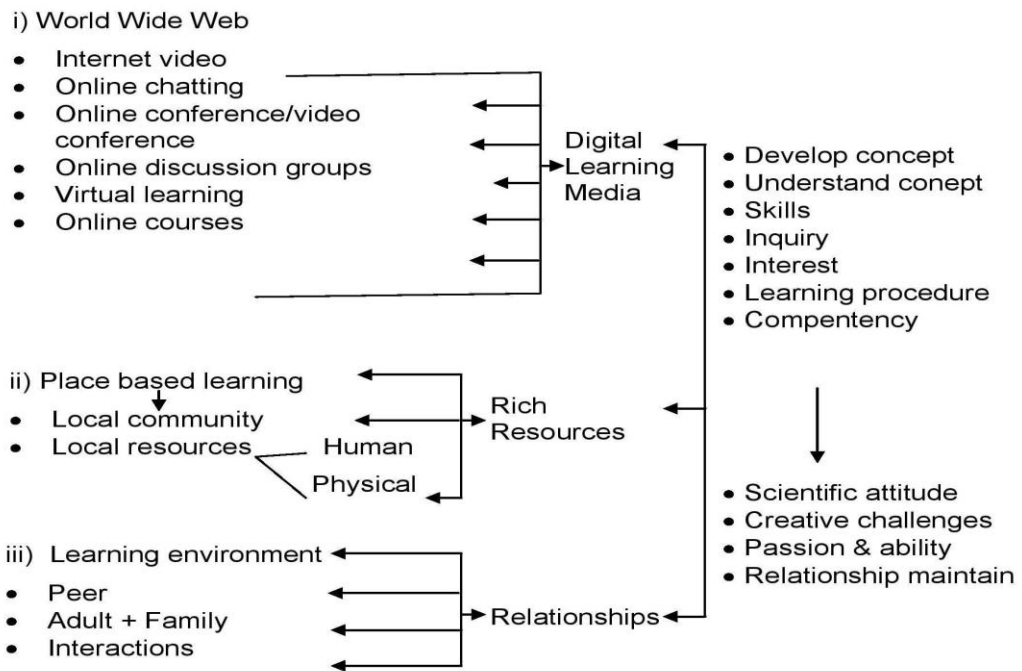 i) World Wide Web
• Internet video
• Online chatting
• Online conference/video
conference
• Online discussion groups
• Virtual learning
• Online courses
Digital
Learning
Media
• Develop concept
• Understand conept
• Skills
• Inquiry
• Interest
• Learning procedure
• Compentency
ii) Place based learning
• Local community
• Local resources
Human
Physical
Rich
Resources
• Scientific attitude
• Creative challenges
• Passion & ability
• Relationship maintain
iii) Learning environment
• Peer
• Adult + Family
• Interactions
Relationships